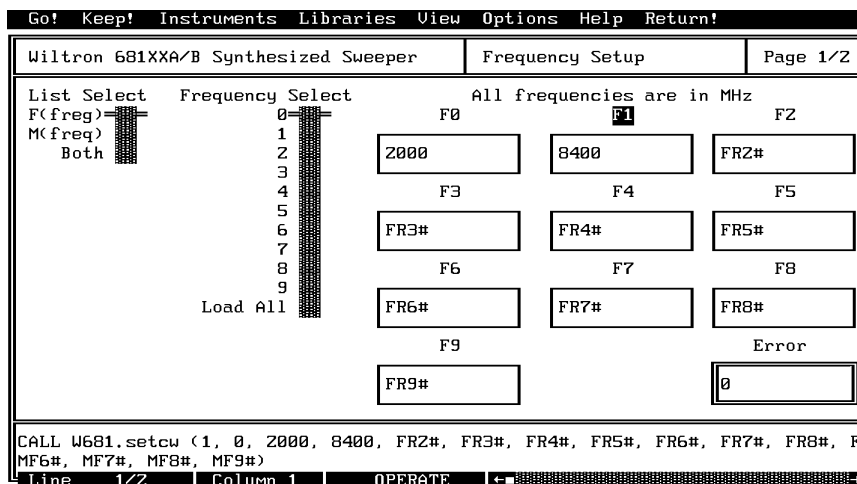 Go! Keep! Instruments Libraries View Options Help Return!
Wiltron 681XXA/B Synthesized Sweeper Frequency Setup Page 1/2
List Select Frequency Select All frequencies are in MHz
F(freq) 0 F0 F1 F2
M(freq) 1
Both 2 2000 8400 FR2#
3
4 F3 F4 F5
5
6 FR3# FR4# FR5#
7
8 F6 F7 F8
9
Load All FR6# FR7# FR8#
F9 Error
FR9# 0
CALL W681.setcw (1, 0, 2000, 8400, FR2#, FR3#, FR4#, FR5#, FR6#, FR7#, FR8#, F
MF6#, MF7#, MF8#, MF9#)
Line 1/2 Column 1 OPERATE